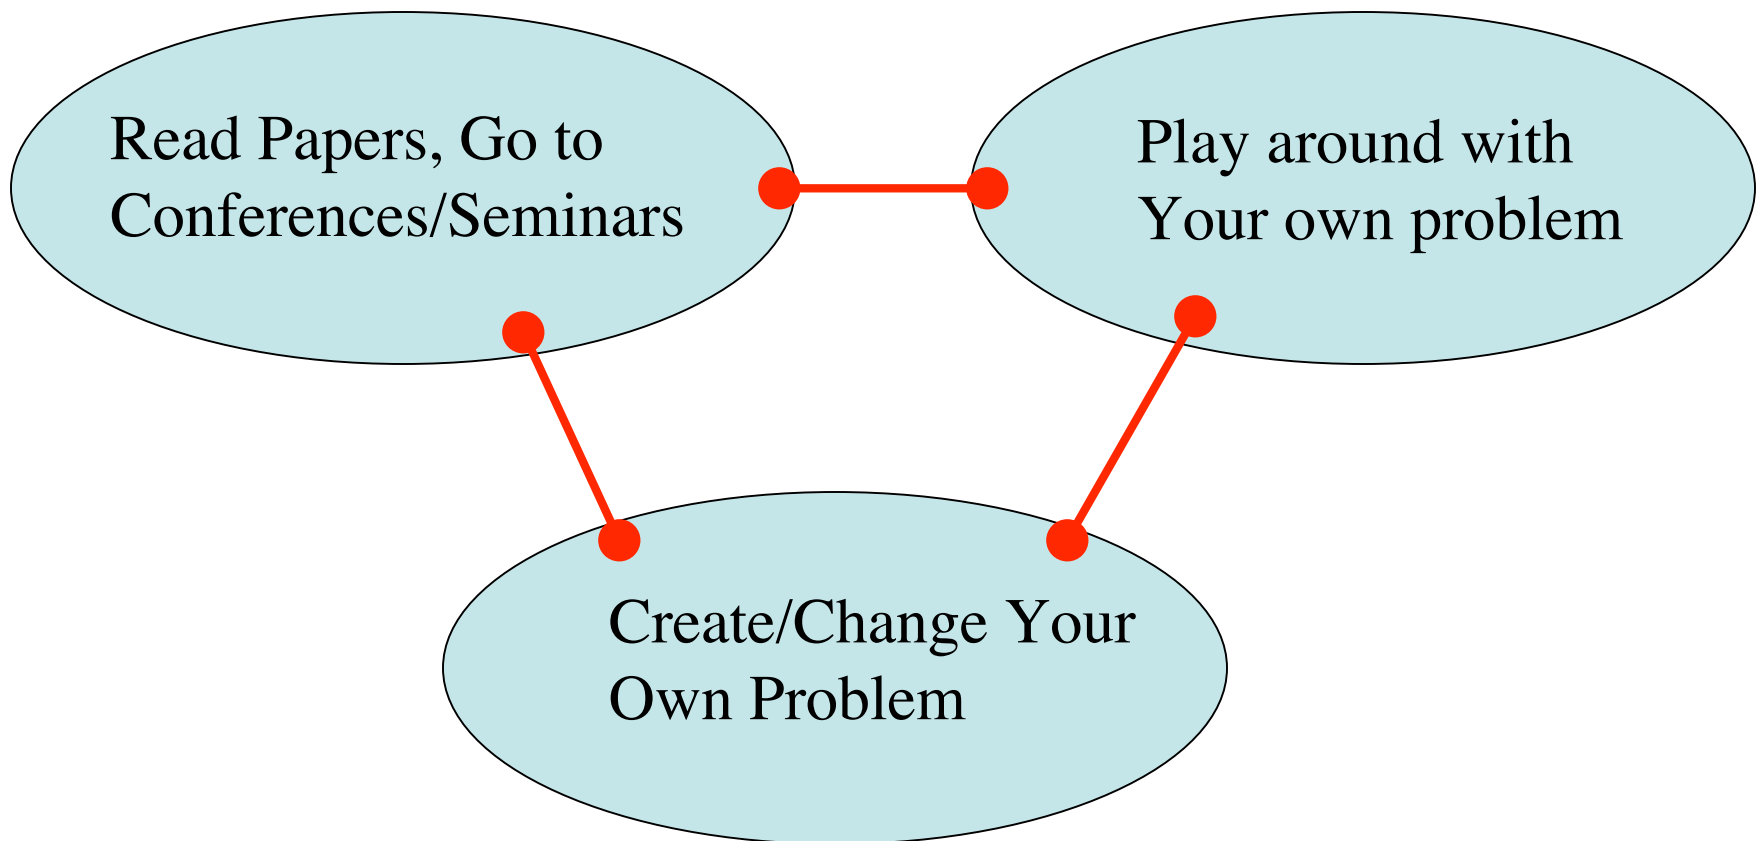 Read Papers, Go to
Conferences/Seminars
Play around with
Your own problem
Create/Change Your
Own Problem